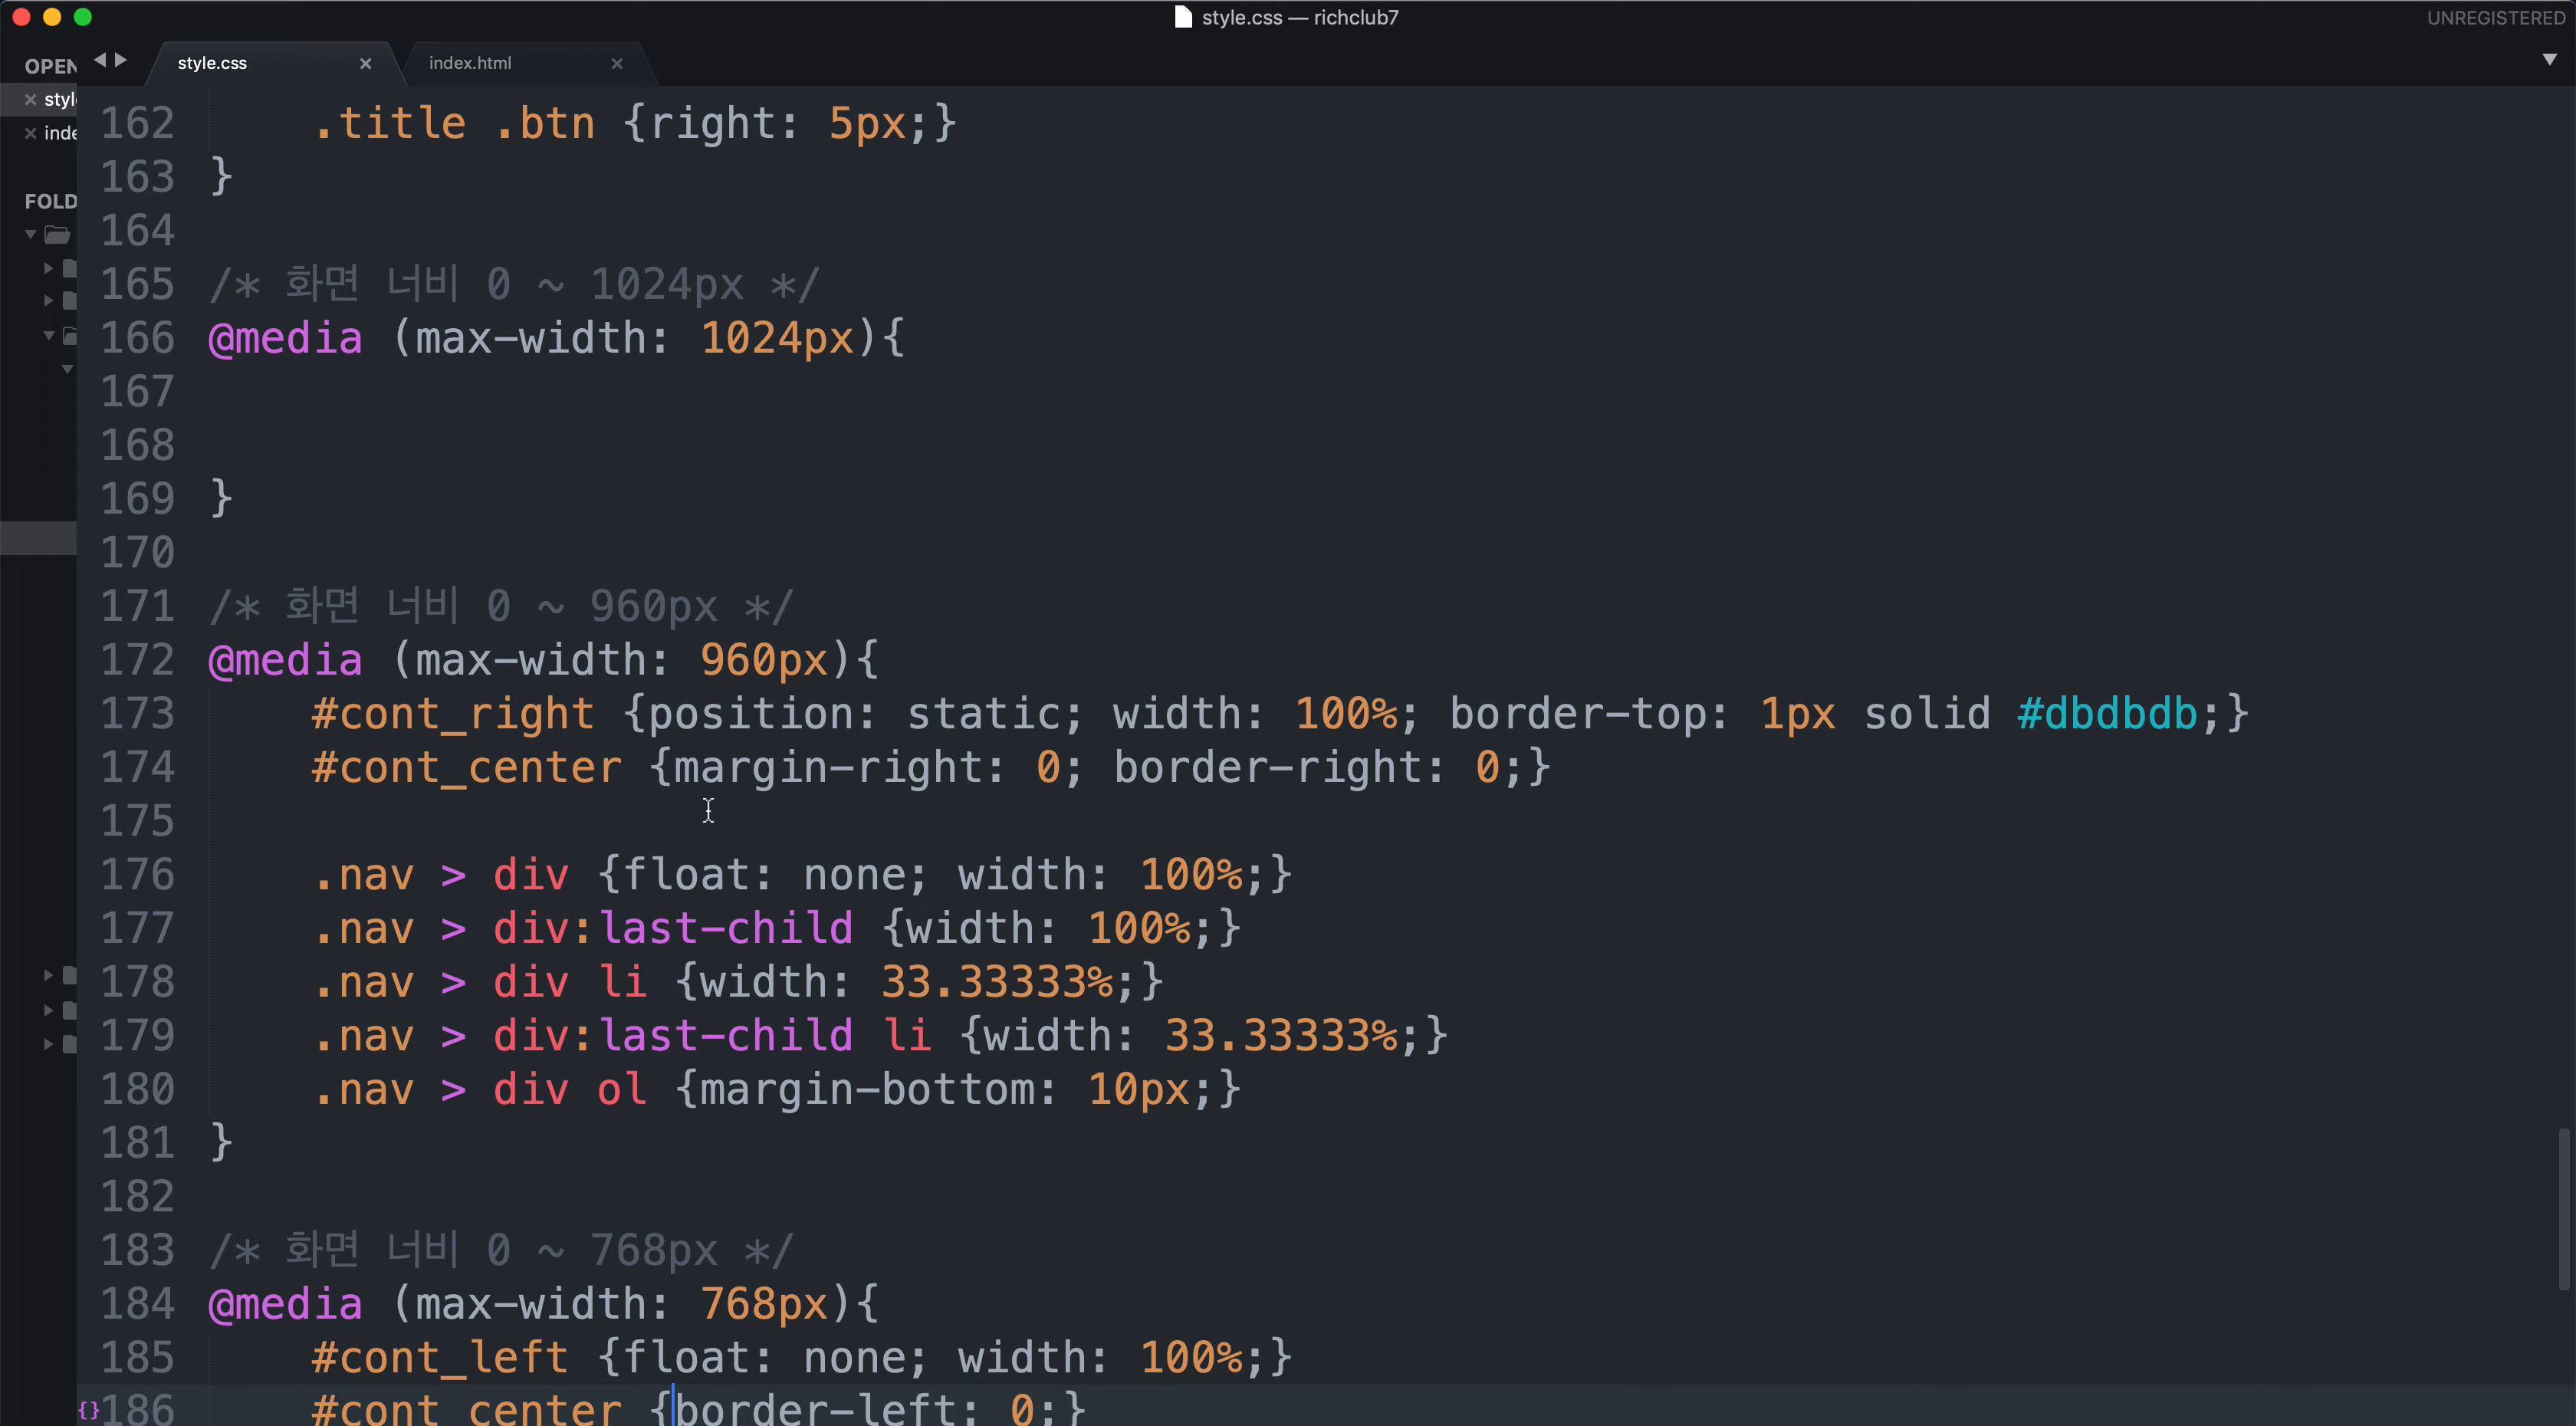 style.css — richclub7
UNREGISTERED
OPEN
style.css
index.html
styl
inde
FOLD
162 .title .btn {right: 5px;}
163 }
164
165 /* 화면 너비 0 ~ 1024px */
166 @media (max-width: 1024px){
167
168
169 }
170
171 /* 화면 너비 0 ~ 960px */
172 @media (max-width: 960px){
173 #cont_right {position: static; width: 100%; border-top: 1px solid #dbdbdb;}
174 #cont_center {margin-right: 0; border-right: 0;}
175
176 .nav > div {float: none; width: 100%;}
177 .nav > div:last-child {width: 100%;}
178 .nav > div li {width: 33.33333%;}
179 .nav > div:last-child li {width: 33.33333%;}
180 .nav > div ol {margin-bottom: 10px;}
181 }
182
183 /* 화면 너비 0 ~ 768px */
184 @media (max-width: 768px){
185 #cont_left {float: none; width: 100%;}
{}186 #cont_center {border-left: 0;}